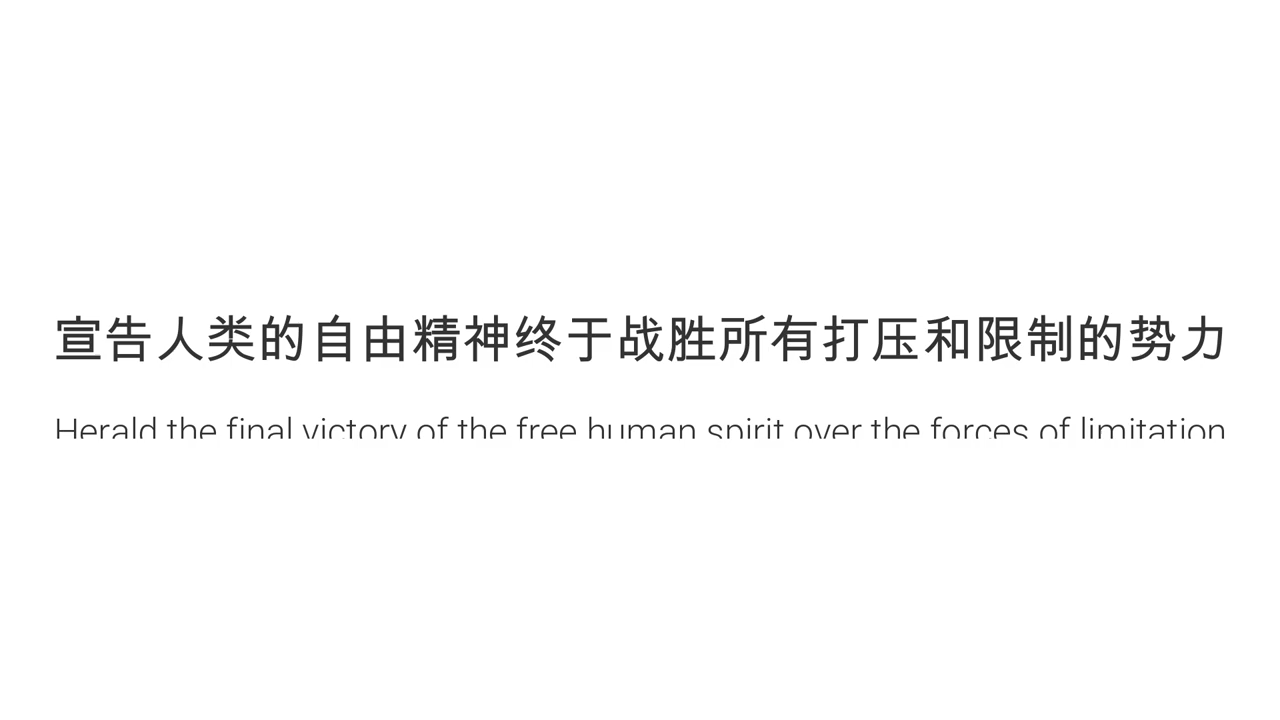 宣告人类的自由精神终于战胜所有打压和限制的势力
Herald the final victory of the free human spirit over the forces of limitation